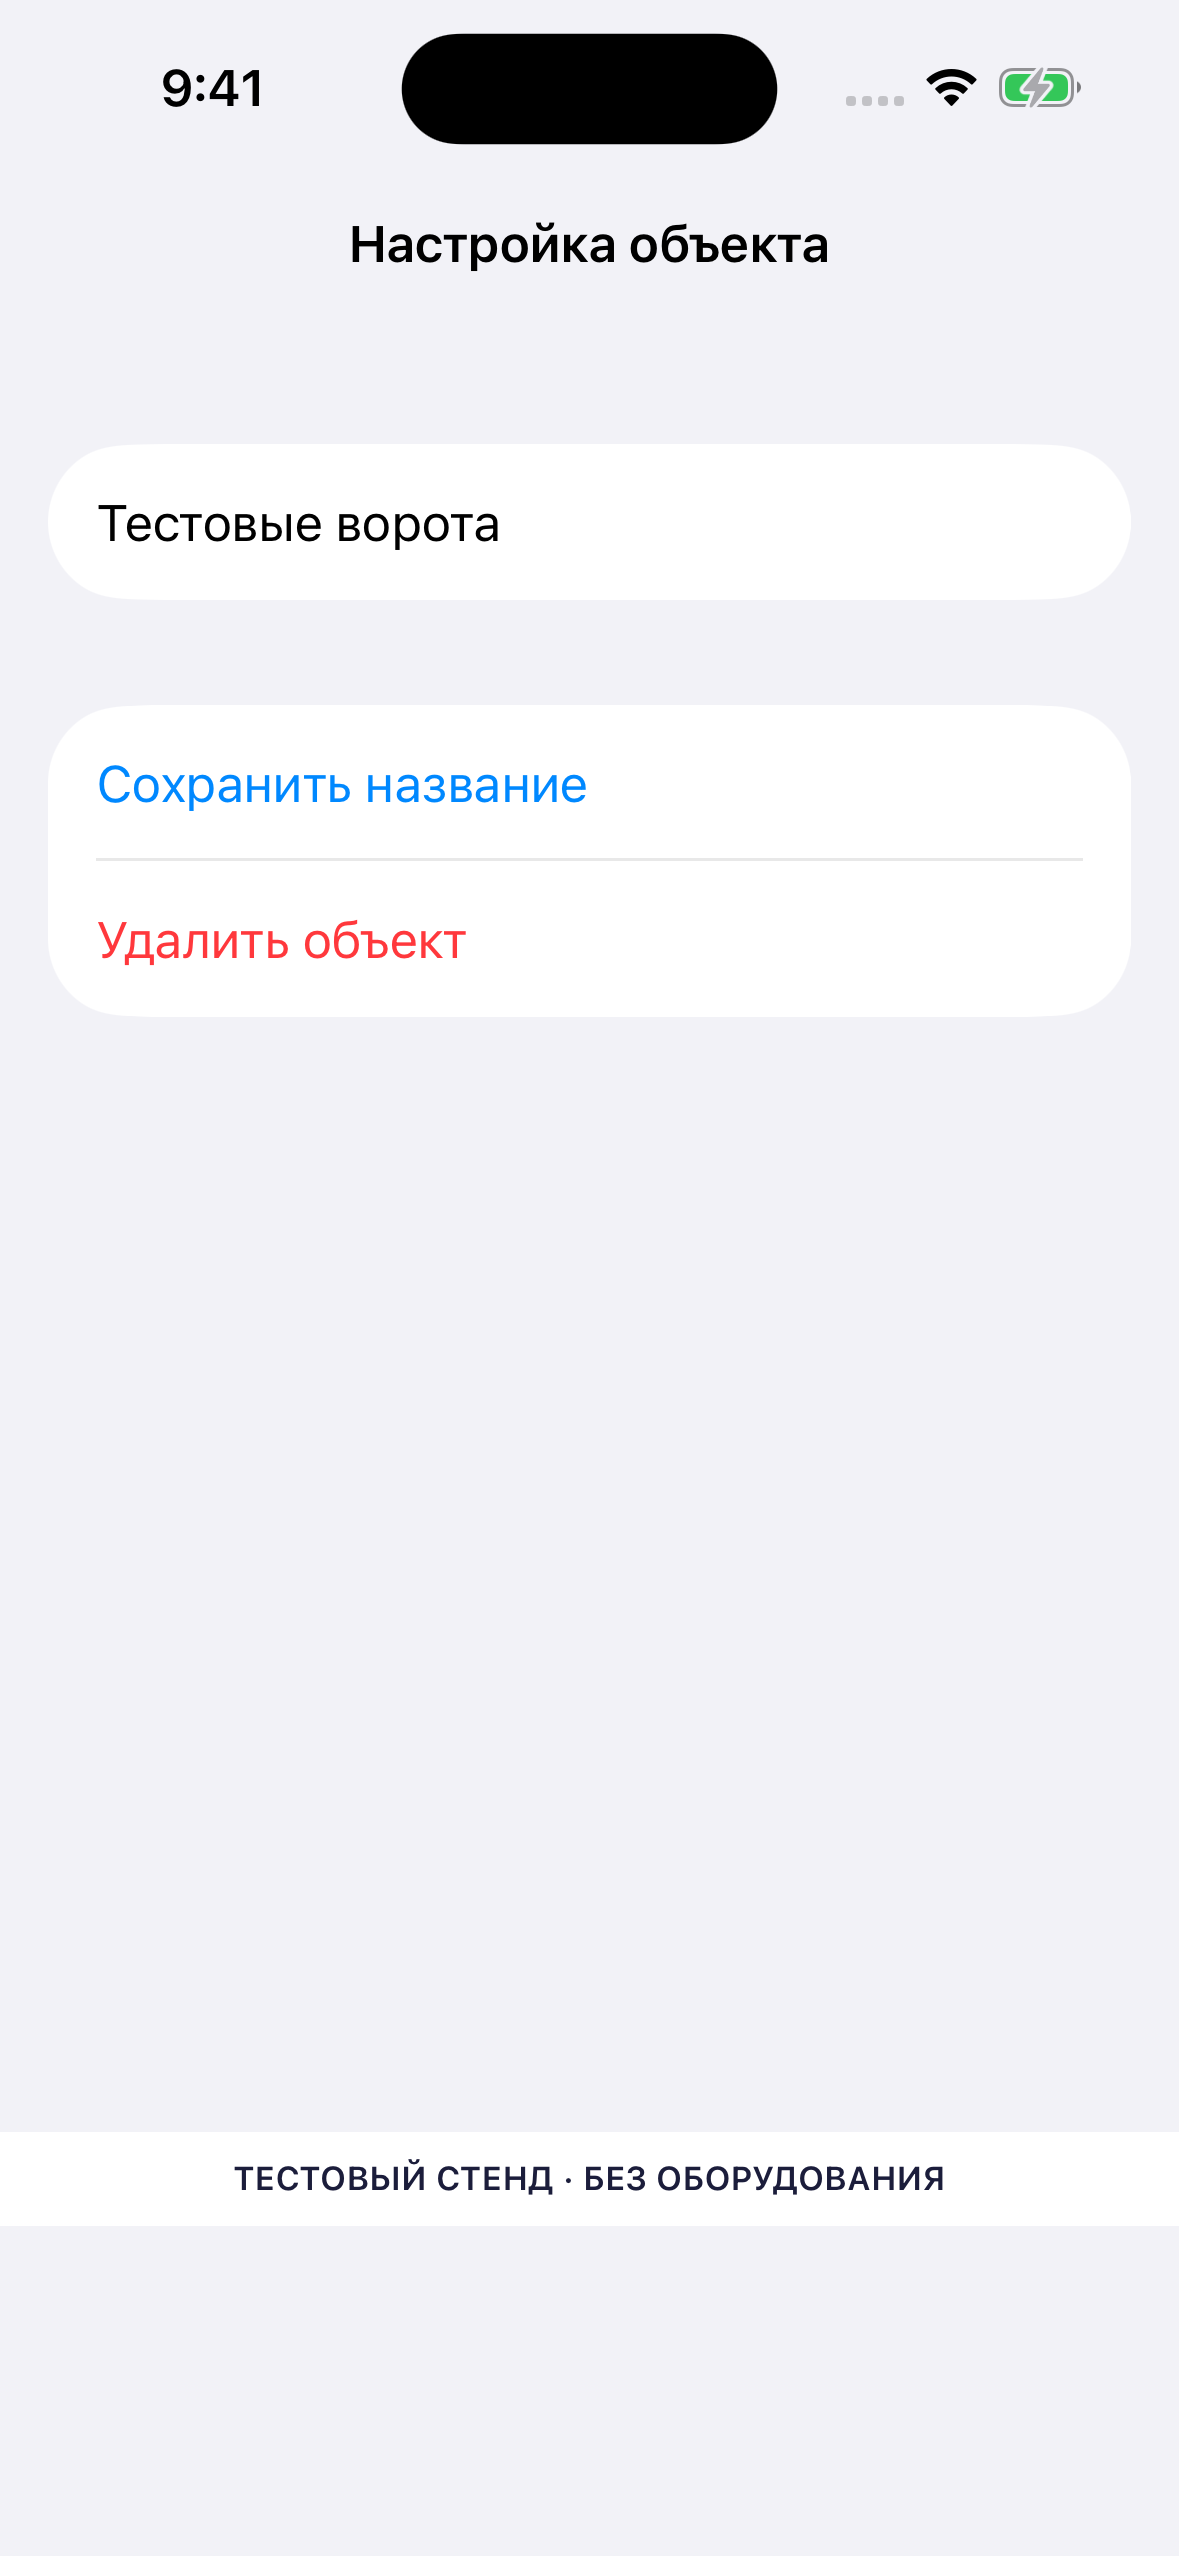 9:41
Настройка объекта
Тестовые ворота
Сохранить название
Удалить объект
ТЕСТОВЫЙ СТЕНД · БЕЗ ОБОРУДОВАНИЯ